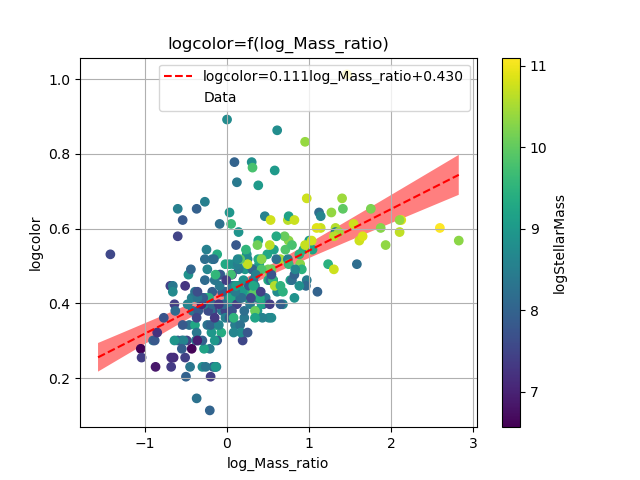 logcolor=f(log_Mass_ratio)
logcolor=0.111log_Mass_ratio+0.430
Data
1.0
0.8
0.6
0.4
0.2
logcolor
−1
0
1
2
3
log_Mass_ratio
11
10
9
8
7
logStellarMass